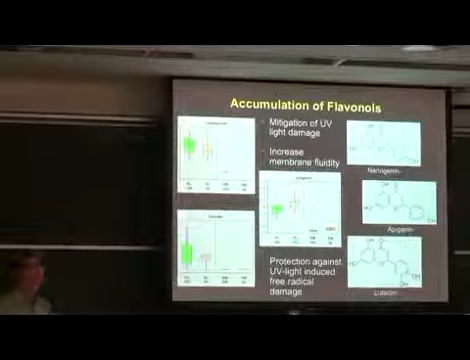 Accumulation of Flavonols
Mitigation of UV
light damage
Increase
membrane fluidity
Naringenin
Apigenin
Protection against
UV-light induced
free radical
damage
Luteolin